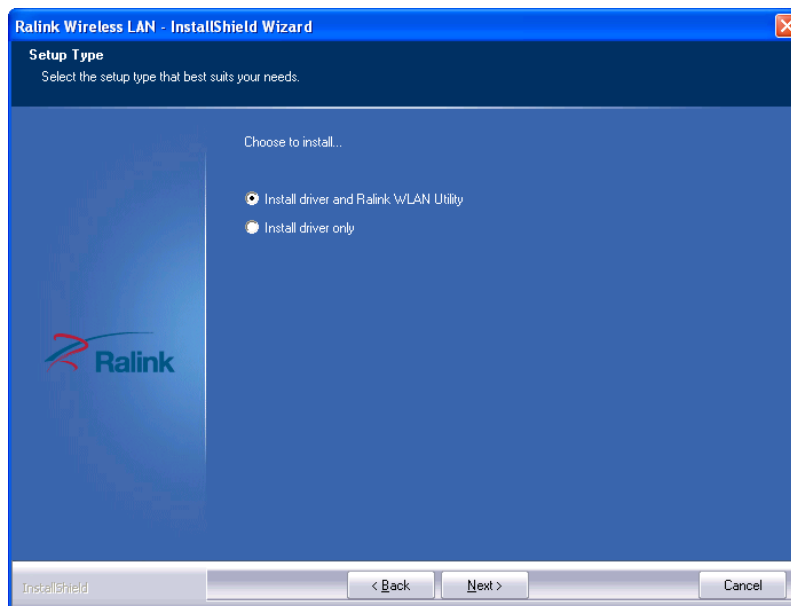 Ralink Wireless LAN - InstallShield Wizard
Setup Type
Select the setup type that best suits your needs.
Choose to install...
Install driver and Ralink WLAN Utility
Install driver only
Ralink
InstallShield
< Back
Next >
Cancel